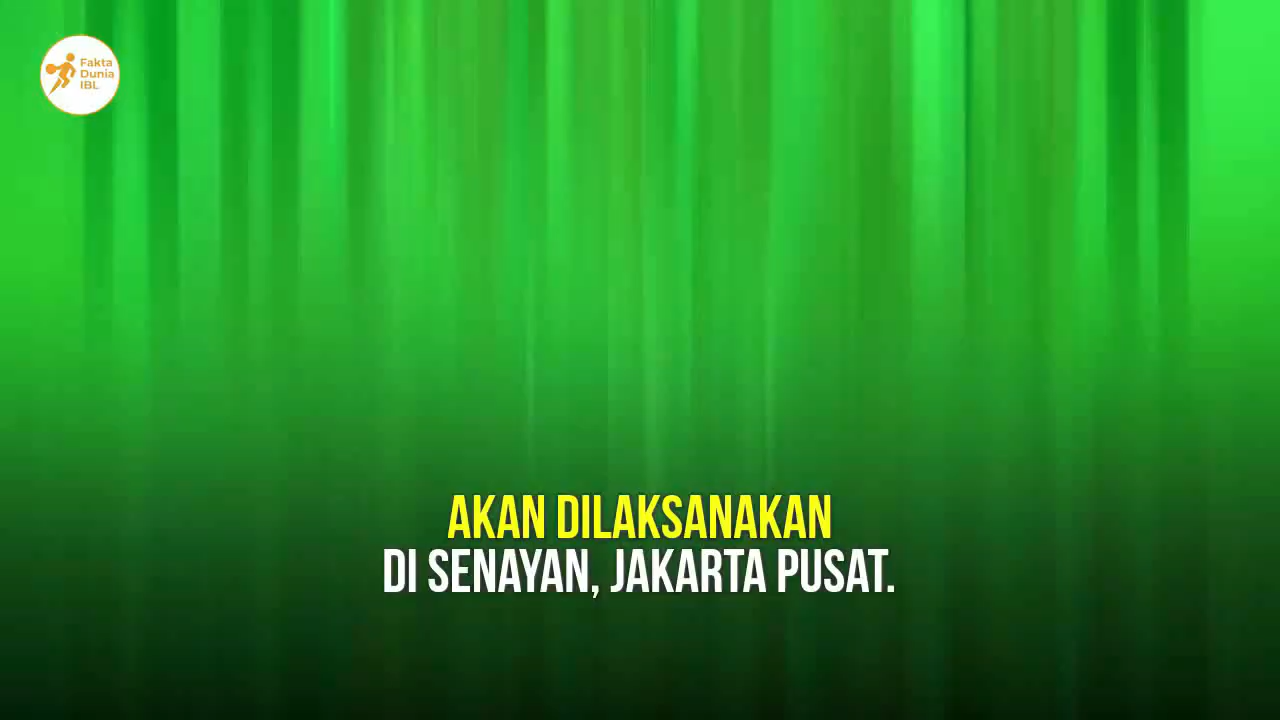 Fakta
Dunia
IBL
AKAN DILAKSANAKAN
DI SENAYAN, JAKARTA PUSAT.